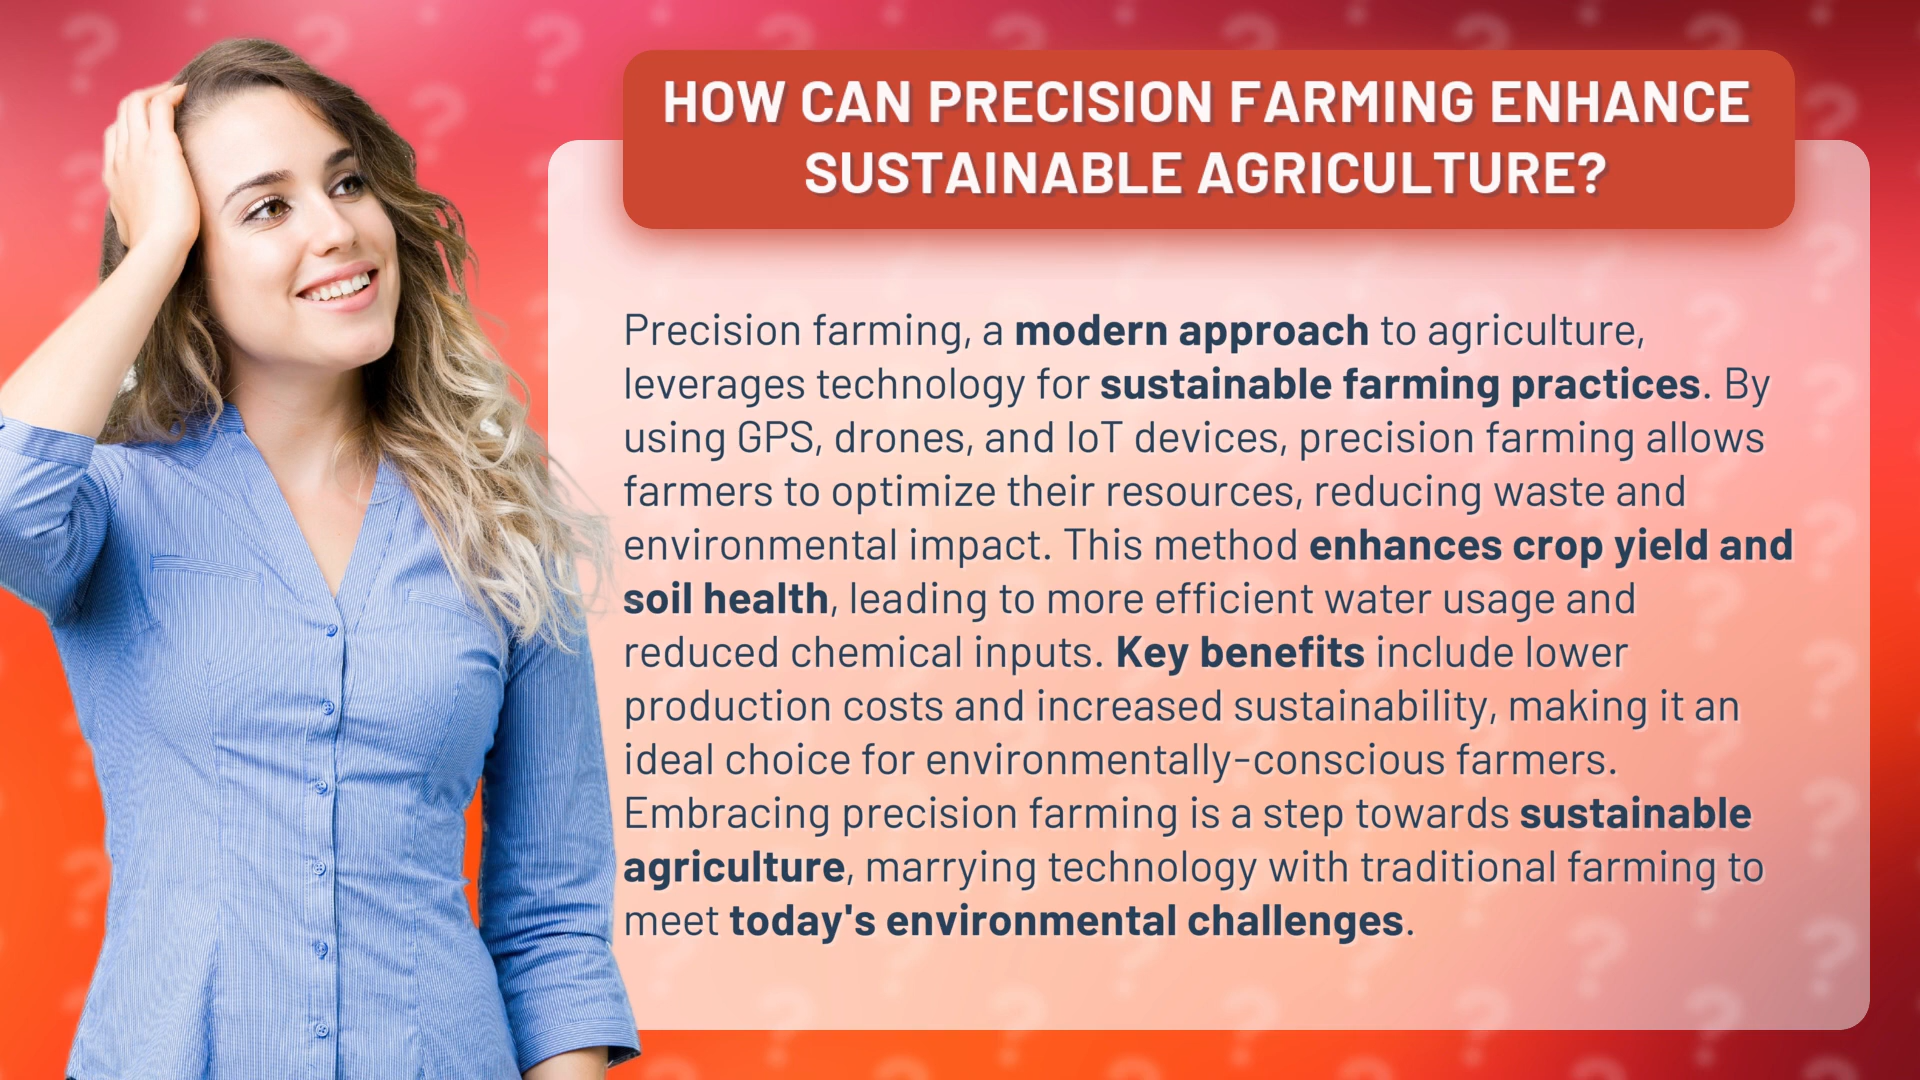 HOW CAN PRECISION FARMING ENHANCE
SUSTAINABLE AGRICULTURE?
Precision farming, a modern approach to agriculture,
leverages technology for sustainable farming practices. By
using GPS, drones, and IoT devices, precision farming allows
farmers to optimize their resources, reducing waste and
environmental impact. This method enhances crop yield and
soil health, leading to more efficient water usage and
reduced chemical inputs. Key benefits include lower
production costs and increased sustainability, making it an
ideal choice for environmentally-conscious farmers.
Embracing precision farming is a step towards sustainable
agriculture, marrying technology with traditional farming to
meet today's environmental challenges.